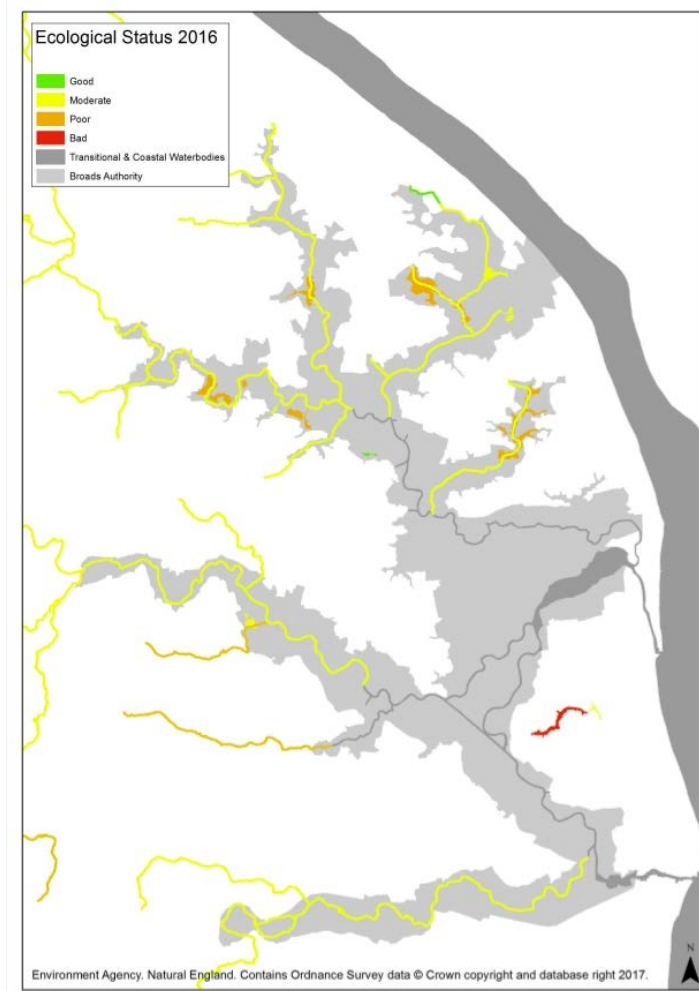 Ecological Status 2016
Good
Moderate
Poor
Bad
Transitional & Coastal Waterbodies
Broads Authority
N
Environment Agency. Natural England. Contains Ordnance Survey data © Crown copyright and database right 2017.